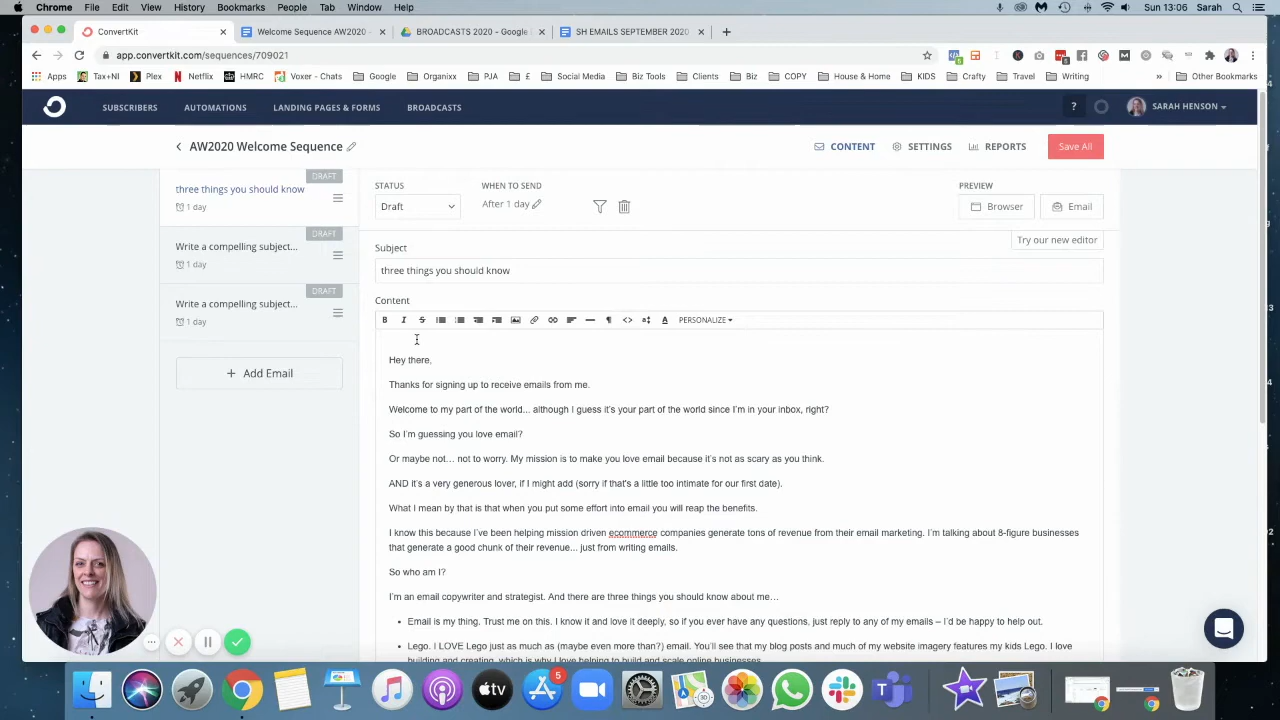 Chrome File Edit View History Bookmarks People Tab Window Help Sun 13:06 Sarah
ConvertKit Welcome Sequence AW2020 - BROADCASTS 2020 – Google SH EMAILS SEPTEMBER 2020
app.convertkit.com/sequences/709021
Apps Tax+NI Plex Netflix HMRC Voxer - Chats Google Organixx PJA £ Social Media Biz Tools Clients Biz COPY House & Home KIDS Crafty Travel Writing » Other Bookmarks
SUBSCRIBERS AUTOMATIONS LANDING PAGES & FORMS BROADCASTS ? SARAH HENSON
AW2020 Welcome Sequence CONTENT SETTINGS REPORTS Save All
DRAFT
three things you should know
1 day
DRAFT
Write a compelling subject...
1 day
DRAFT
Write a compelling subject...
1 day
+ Add Email
STATUS WHEN TO SEND PREVIEW
Draft After 1 day Browser Email
Try our new editor
Subject
three things you should know
Content
B I S PERSONALIZE
Hey there,
Thanks for signing up to receive emails from me.
Welcome to my part of the world... although I guess it's your part of the world since I'm in your inbox, right?
So I'm guessing you love email?
Or maybe not… not to worry. My mission is to make you love email because it's not as scary as you think.
AND it's a very generous lover, if I might add (sorry if that's a little too intimate for our first date).
What I mean by that is that when you put some effort into email you will reap the benefits.
I know this because I've been helping mission driven ecommerce companies generate tons of revenue from their email marketing. I'm talking about 8-figure businesses
that generate a good chunk of their revenue... just from writing emails.
So who am I?
I'm an email copywriter and strategist. And there are three things you should know about me…
• Email is my thing. Trust me on this. I know it and love it deeply, so if you ever have any questions, just reply to any of my emails – I'd be happy to help out.
• Lego. I LOVE Lego just as much as (maybe even more than?) email. You'll see that my blog posts and much of my website imagery features my kids Lego. I love
building and creating, which is why I love helping to build and scale online businesses.
5